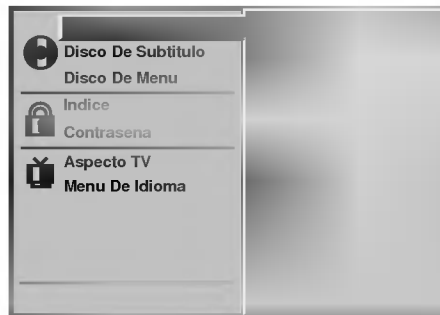 Disco De Subtitulo
Disco De Menu
Indice
Contrasena
Aspecto TV
Menu De Idioma